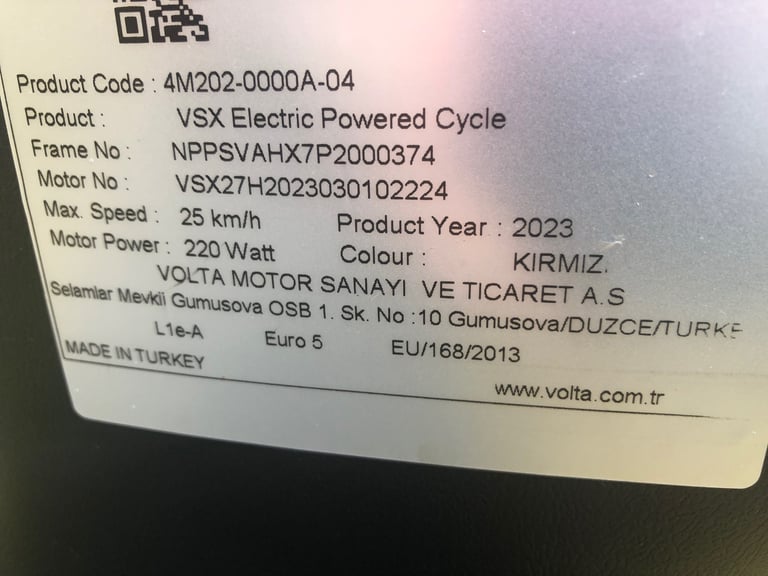 Product Code : 4M202-0000A-04
Product : VSX Electric Powered Cycle
Frame No : NPPSVAHX7P2000374
Motor No : VSX27H2023030102224
Max. Speed : 25 km/h Product Year : 2023
Motor Power : 220 Watt Colour : KIRMIZ.
VOLTA MOTOR SANAYI VE TICARET A.S
Selamlar Mevkii Gumusova OSB 1. Sk. No :10 Gumusova/DUZCE/TURKE
L1e-A Euro 5 EU/168/2013
MADE IN TURKEY
www.volta.com.tr